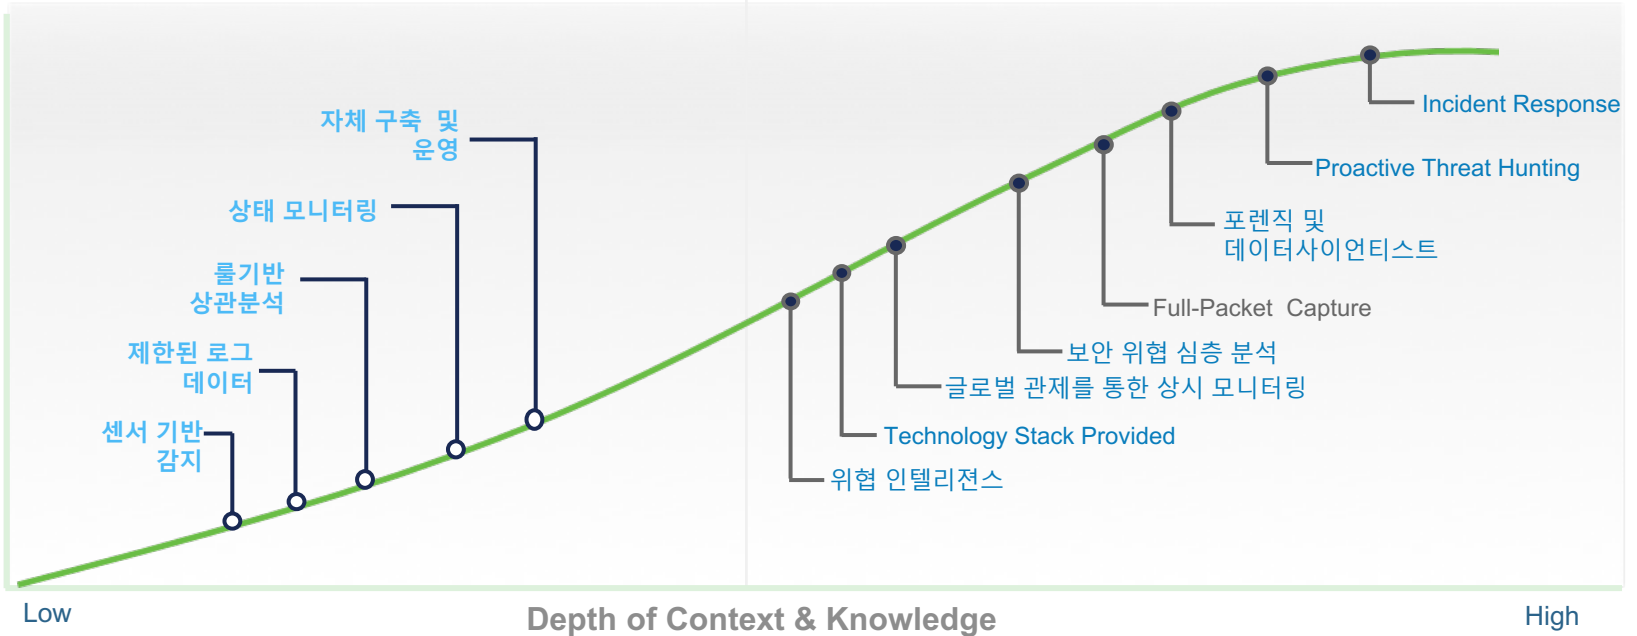 자체 구축 및
운영
상태 모니터링
룰기반
상관분석
제한된 로그
데이터
센서 기반
감지
Incident Response
Proactive Threat Hunting
포렌직 및
데이터사이언티스트
Full-Packet Capture
보안 위협 심층 분석
글로벌 관제를 통한 상시 모니터링
Technology Stack Provided
위협 인텔리젼스
Low
Depth of Context & Knowledge
High